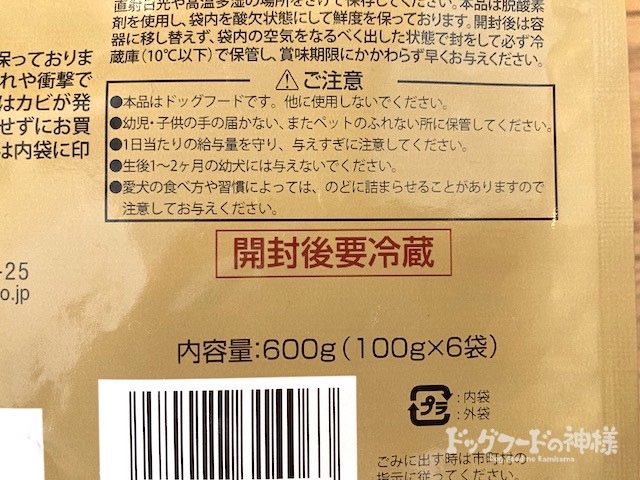 直射日光や高温多湿の場所をさけて保存してください。本品は脱酸素
剤を使用し、袋内を酸欠状態にして鮮度を保っております。開封後は容
器に移し替えず、袋内の空気をなるべく出した状態で封をして必ず冷
蔵庫（10℃以下）で保管し、賞味期限にかかわらず早くお与えください。
保っておりま
れや衝撃で
はカビが発
せずにお買
は内袋に印
ご注意
●本品はドッグフードです。他に使用しないでください。
●幼児・子供の手の届かない、またペットのふれない所に保管してください。
●1日当たりの給与量を守り、与えすぎに注意してください。
●生後1～2ヶ月の幼犬には与えないでください。
●愛犬の食べ方や習慣によっては、のどに詰まらせることがありますので
注意してお与えください。
-25
o.jp
開封後要冷蔵
内容量:600g（100g×6袋）
プラ
：内袋
：外袋
ドッグフードの神様
ごみに出す時は市町村の
指示に従ってください。